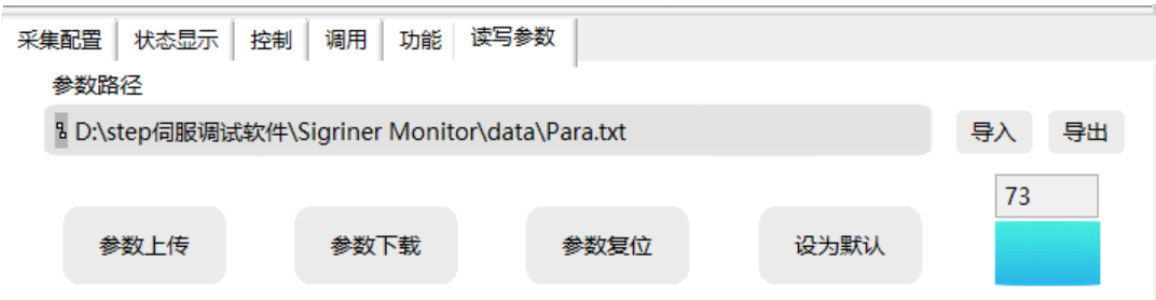 采集配置 状态显示 控制 调用 功能 读写参数
参数路径
D:\step伺服调试软件\Sigriner Monitor\data\Para.txt 导入 导出
73
参数上传 参数下载 参数复位 设为默认